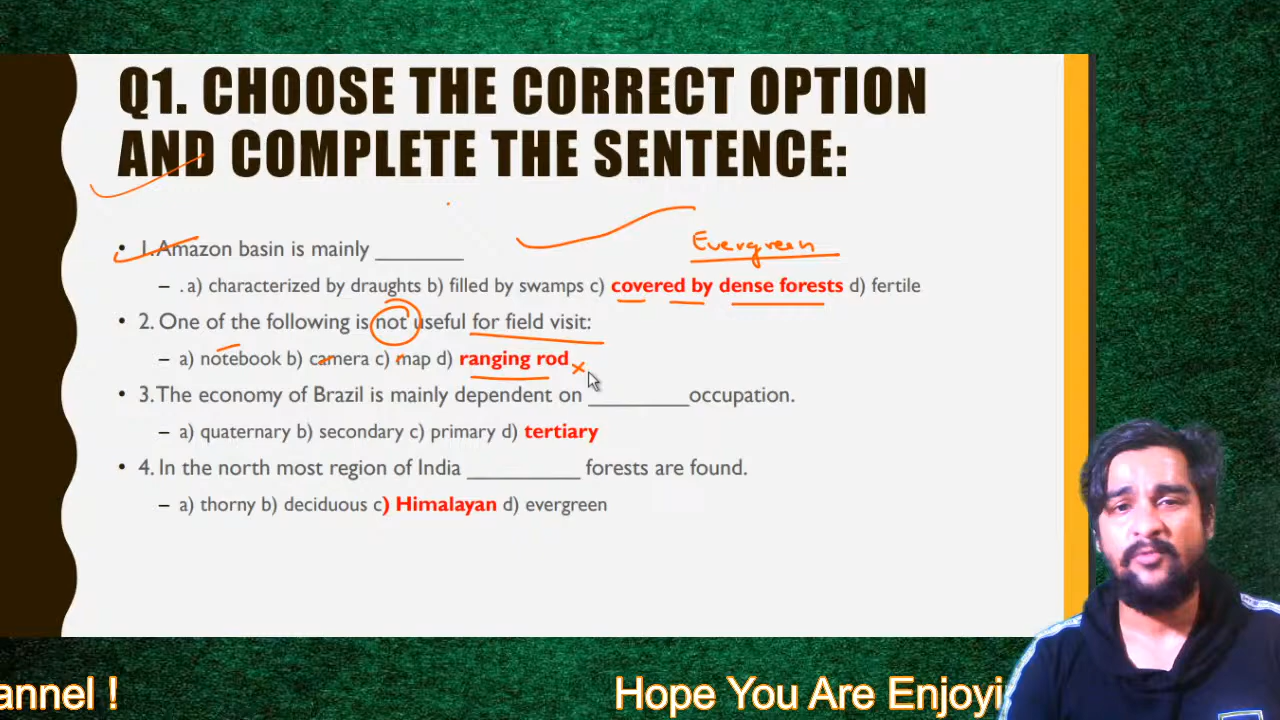 Q1. CHOOSE THE CORRECT OPTION
AND COMPLETE THE SENTENCE:
• 1. Amazon basin is mainly ________
Evergreen
– . a) characterized by draughts b) filled by swamps c) covered by dense forests d) fertile
• 2. One of the following is not useful for field visit:
– a) notebook b) camera c) map d) ranging rod x
• 3. The economy of Brazil is mainly dependent on _________occupation.
– a) quaternary b) secondary c) primary d) tertiary
• 4. In the north most region of India __________ forests are found.
– a) thorny b) deciduous c) Himalayan d) evergreen
annel ! Hope You Are Enjoyi